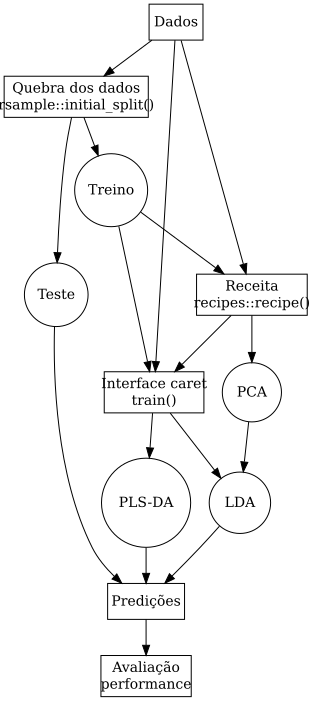 Dados
Quebra dos dados
rsample::initial_split()
Treino
Teste
Receita
recipes::recipe()
Interface caret
train()
PCA
PLS-DA
LDA
Predições
Avaliação
performance